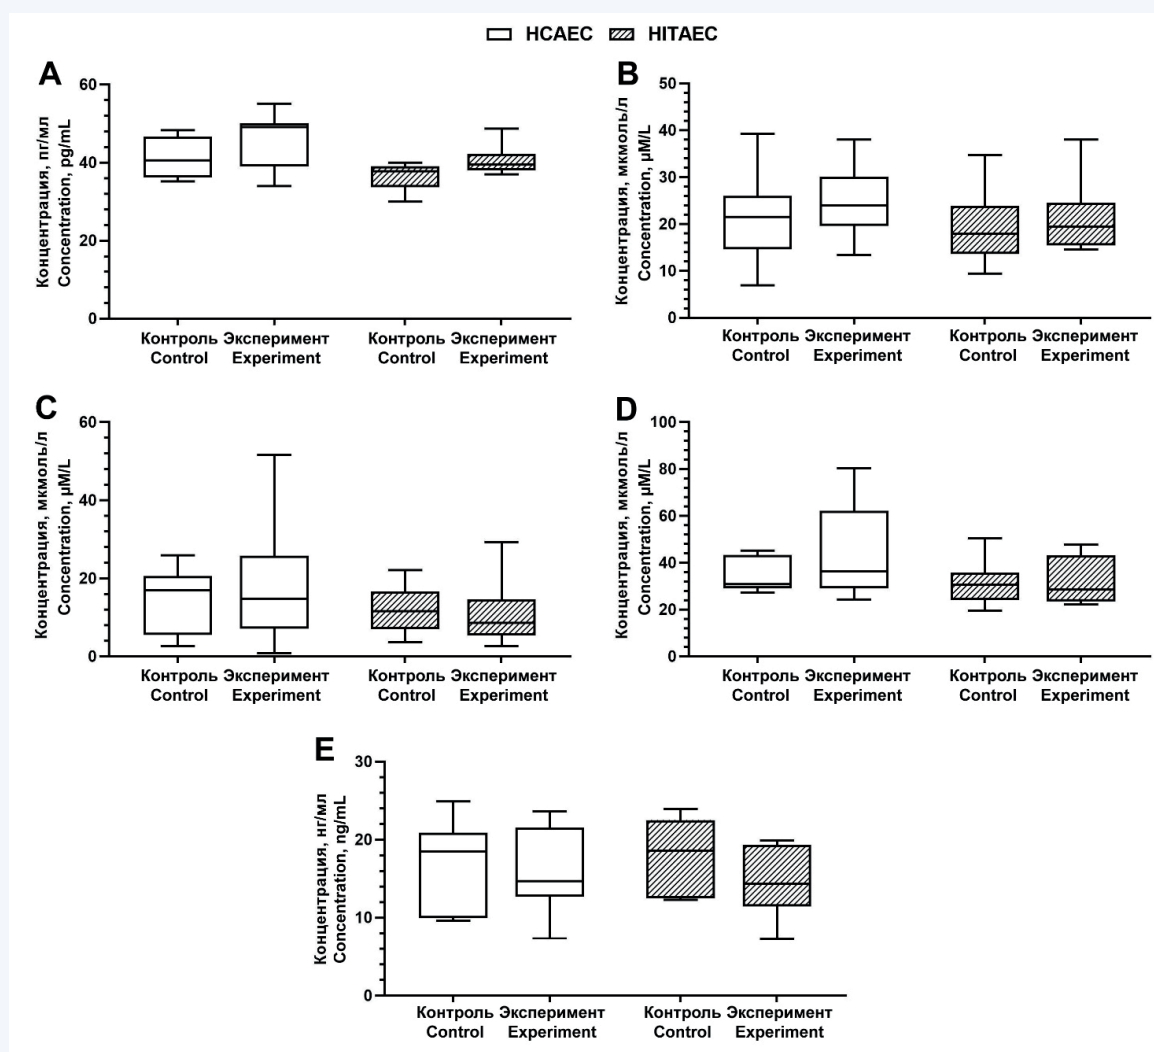 HCAEC HITAEC
A
Концентрация, пг/мл
Concentration, pg/mL
60
40
20
0
Контроль Эксперимент Контроль Эксперимент
Control Experiment Control Experiment
B
Концентрация, мкмоль/л
Concentration, µM/L
50
40
30
20
10
0
Контроль Эксперимент Контроль Эксперимент
Control Experiment Control Experiment
C
Концентрация, мкмоль/л
Concentration, µM/L
60
40
20
0
Контроль Эксперимент Контроль Эксперимент
Control Experiment Control Experiment
D
Концентрация, мкмоль/л
Concentration, µM/L
100
80
60
40
20
0
Контроль Эксперимент Контроль Эксперимент
Control Experiment Control Experiment
E
Концентрация, нг/мл
Concentration, ng/mL
30
20
10
0
Контроль Эксперимент Контроль Эксперимент
Control Experiment Control Experiment